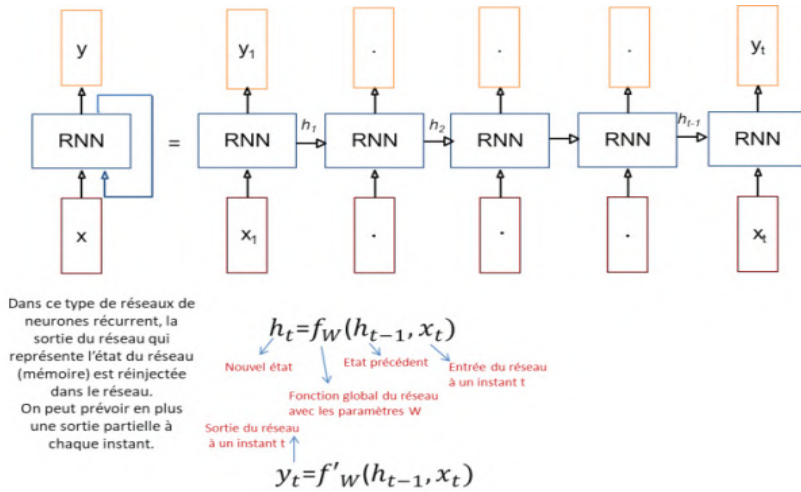 y
y₁
.
.
.
yₜ
RNN
=
RNN
h₁
RNN
h₂
RNN
RNN
hₜ₋₁
RNN
x
x₁
.
.
.
xₜ
Dans ce type de réseaux de
neurones récurrent, la
sortie du réseau qui
représente l'état du réseau
(mémoire) est réinjectée
dans le réseau.
On peut prévoir en plus
une sortie partielle à
chaque instant.
hₜ=f_W(hₜ₋₁, xₜ)
Nouvel état
Etat précédent
Entrée du réseau
à un instant t
Fonction global du réseau
avec les paramètres W
Sortie du réseau
à un instant t
yₜ=f'_W(hₜ₋₁, xₜ)